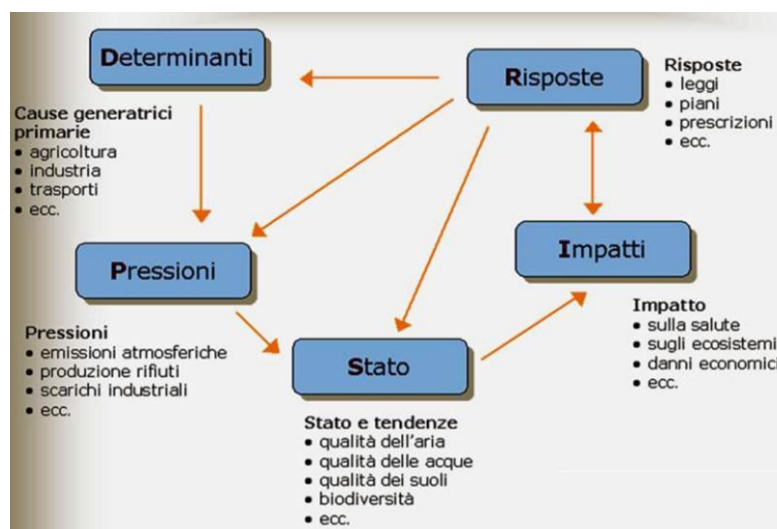 Determinanti
Cause generatrici
primarie
• agricoltura
• industria
• trasporti
• ecc.
Risposte
Risposte
• leggi
• piani
• prescrizioni
• ecc.
Pressioni
Pressioni
• emissioni atmosferiche
• produzione rifiuti
• scarichi industriali
• ecc.
Stato
Stato e tendenze
• qualità dell'aria
• qualità delle acque
• qualità dei suoli
• biodiversità
• ecc.
Impatti
Impatto
• sulla salute
• sugli ecosistemi
• danni economici
• ecc.